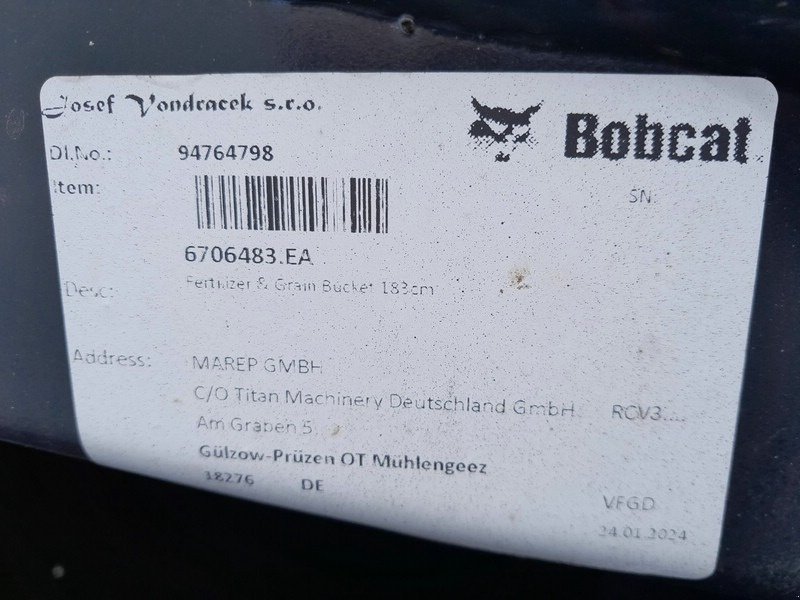 Josef Vondracek s.r.o.
Bobcat
Dl.No.: 94764798
Item:
SN:
6706483.EA
Desc: Fertilizer & Grain Bucket 183cm
Address: MAREP GMBH
C/O Titan Machinery Deutschland GmbH RCV3....
Am Graben 5
Gülzow-Prüzen OT Mühlengeez
18276 DE
VFGD
24.01.2024